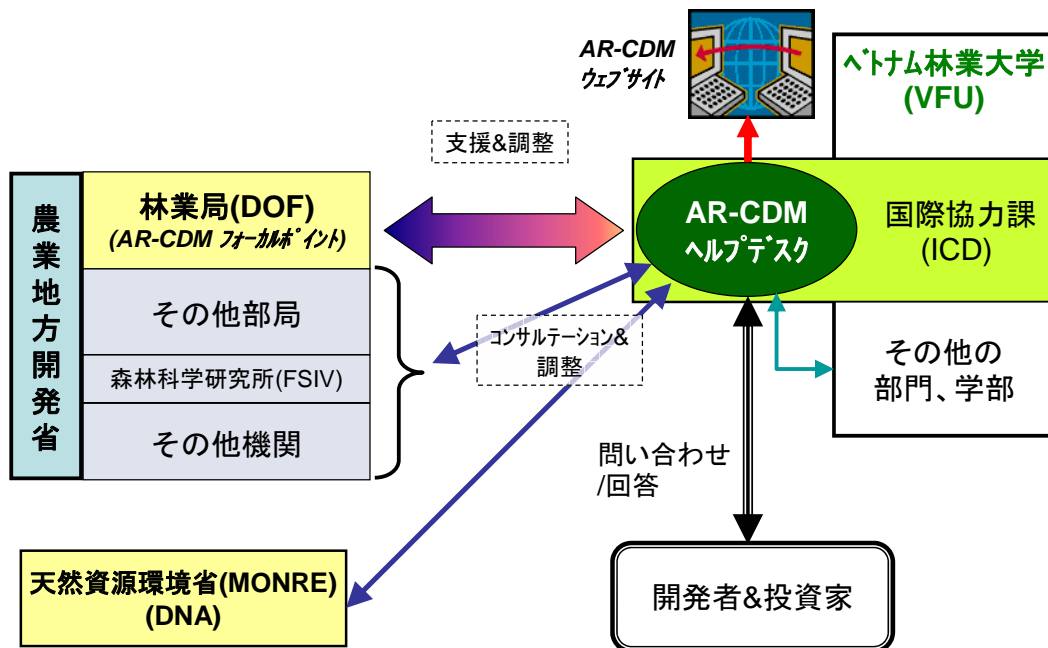 AR-CDM
ウェブサイト
ベトナム林業大学
(VFU)
支援&調整
農業地方開発省
林業局(DOF)
(AR-CDM フォーカルポイント)
その他部局
森林科学研究所(FSIV)
その他機関
AR-CDM
ヘルプデスク
国際協力課
(ICD)
コンサルテーション&
調整
その他の
部門、学部
問い合わせ
/回答
天然資源環境省(MONRE)
(DNA)
開発者&投資家